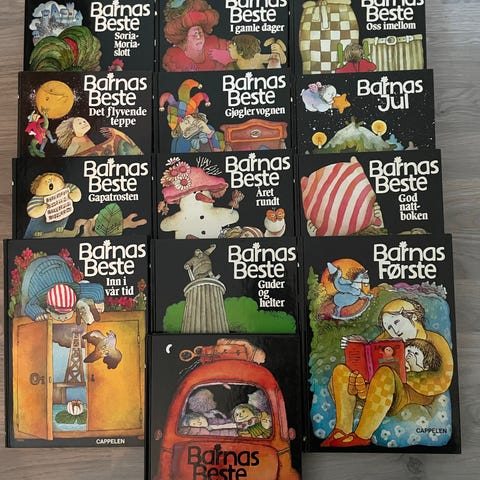 Barnas
Beste
Soria-
Moria-
slott
Barnas
Beste
I gamle dager
Barnas
Beste
Oss imellom
Barnas
Beste
Det flyvende
teppe
Barnas
Beste
Gjøglervognen
Barnas
Jul
Barnas
Beste
Gapatrosten
Barnas
Beste
Året
rundt
Barnas
Beste
God
natt-
boken
Barnas
Beste
Inn i
vår tid
CAPPELEN
Barnas
Beste
Guder
og
helter
Barnas
Første
CAPPELEN
Barnas
Beste